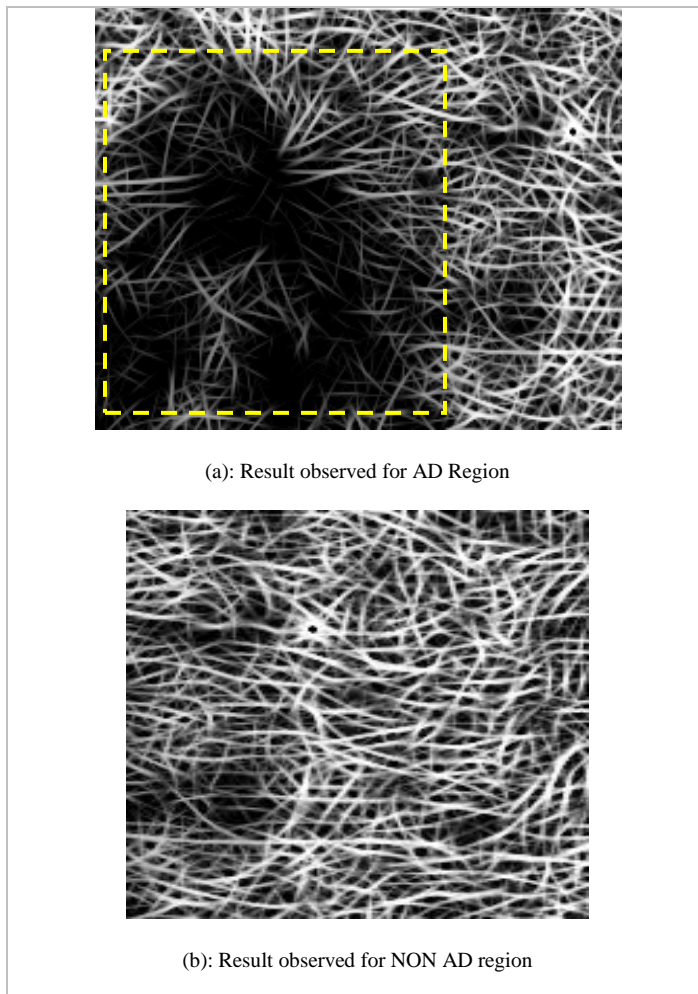 (a): Result observed for AD Region
(b): Result observed for NON AD region